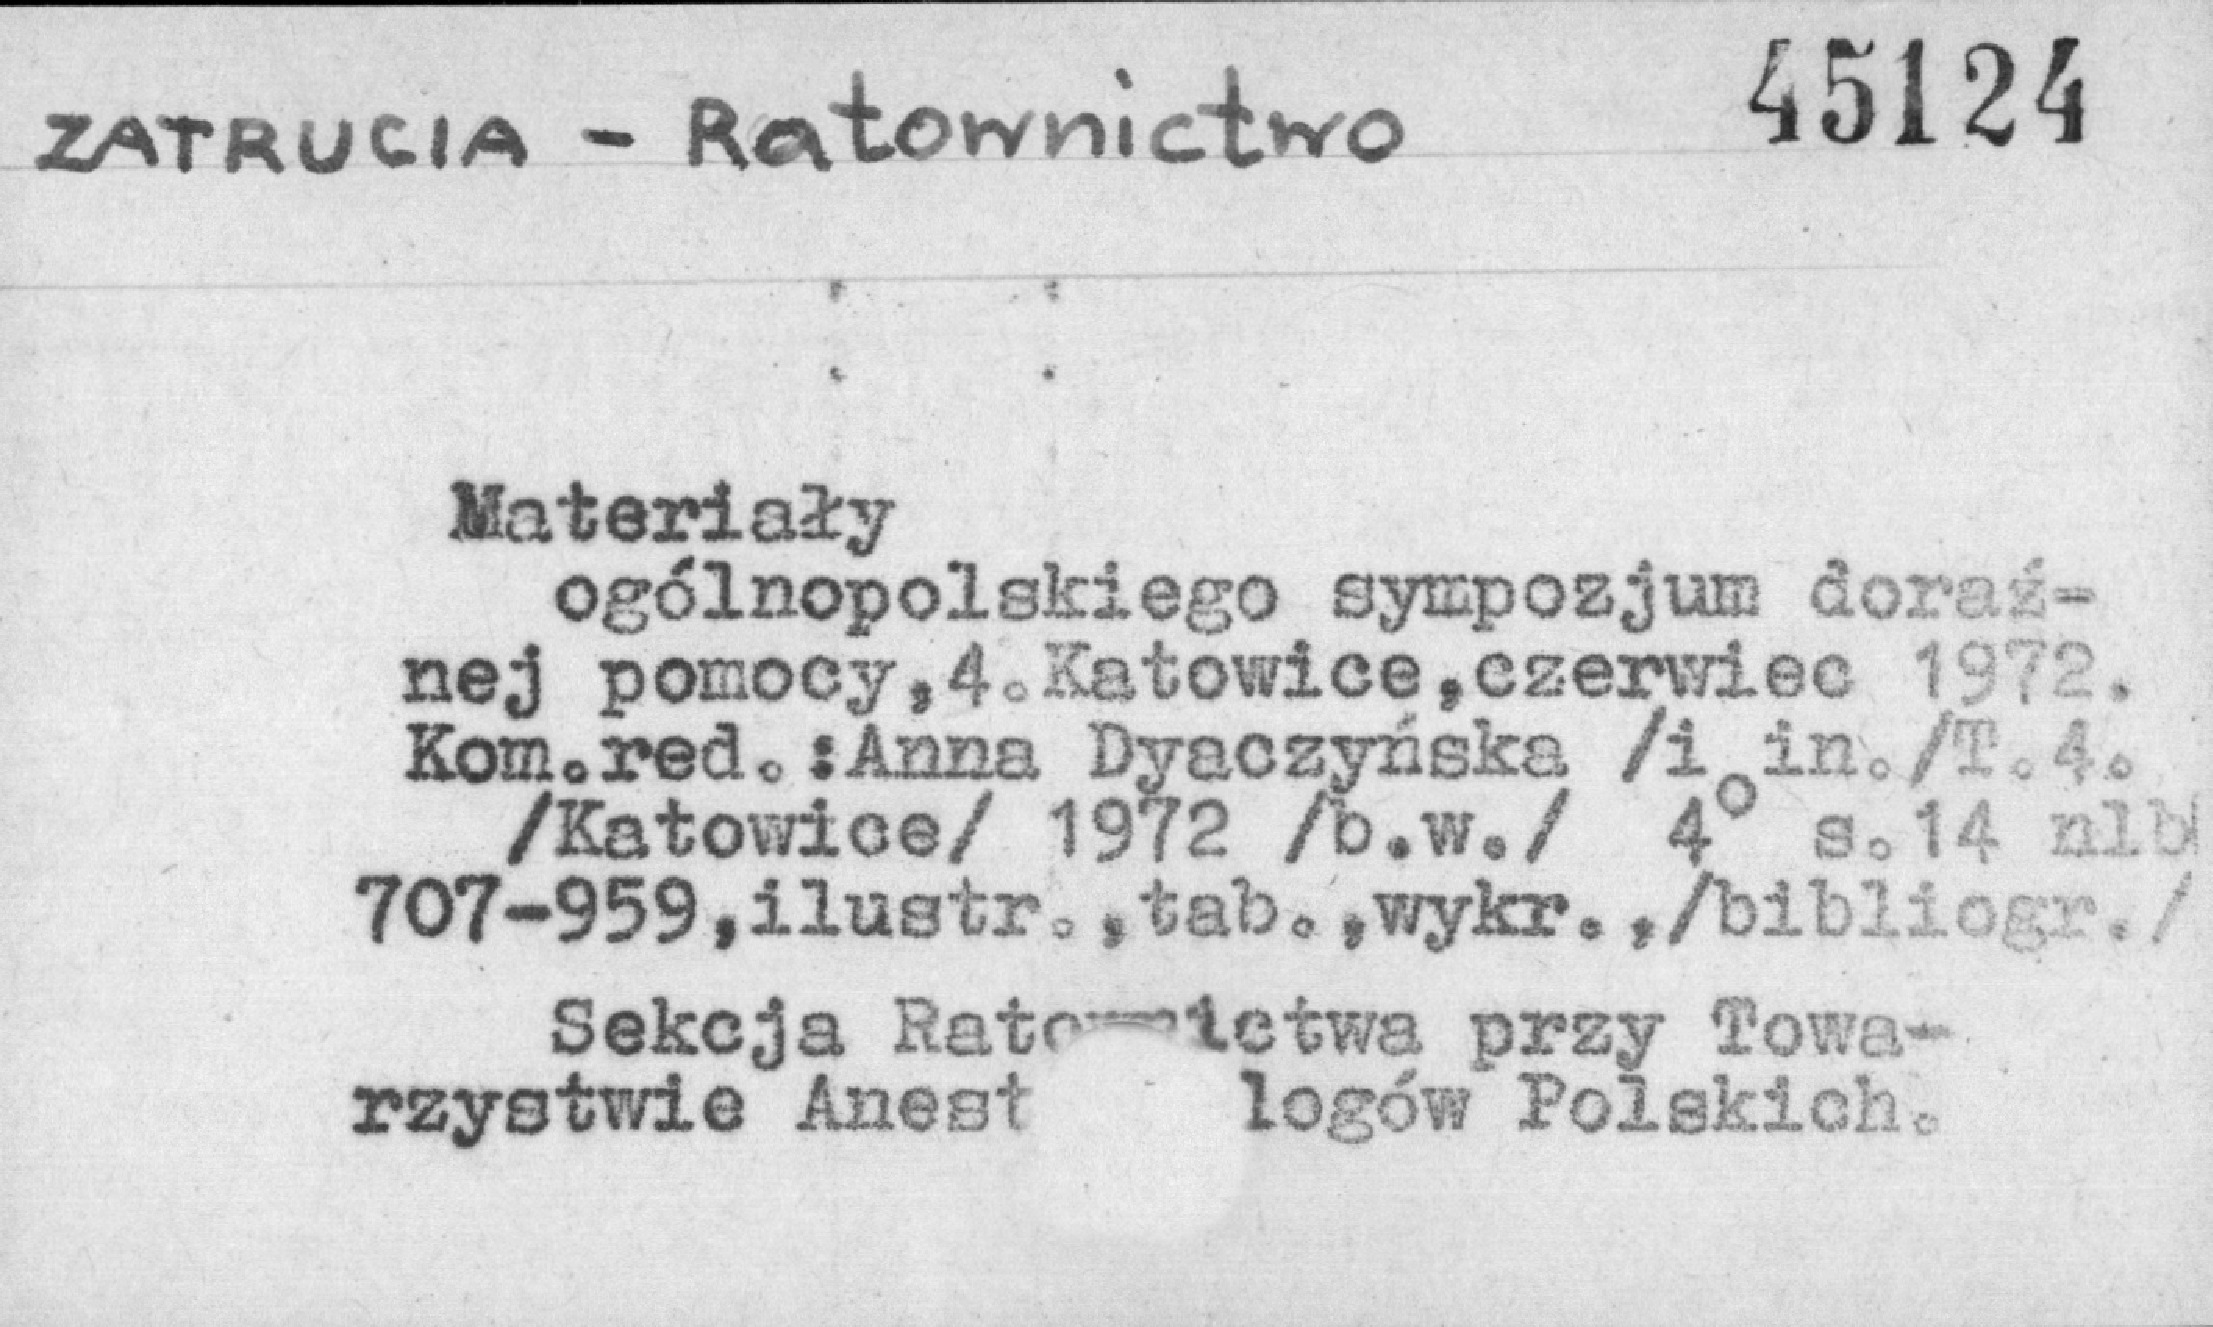 ZATRUCIA - Ratownictwo 45124
Materiały
ogólnopolskiego sympozjum doraź-
nej pomocy,4.Katowice,czerwiec 1972.
Kom.red.:Anna Dyaczyńska /i in./T.4.
/Katowice/ 1972 /b.w./ 4° s.14 nlb
707-959,ilustr.,tab.,wykr.,/bibliogr./
Sekcja Ratownictwa przy Towa-
rzystwie Anest logów Polskich.